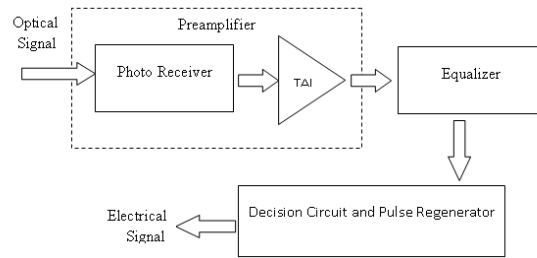 Optical
Signal
Preamplifier
Photo Receiver
TAI
Equalizer
Decision Circuit and Pulse Regenerator
Electrical
Signal